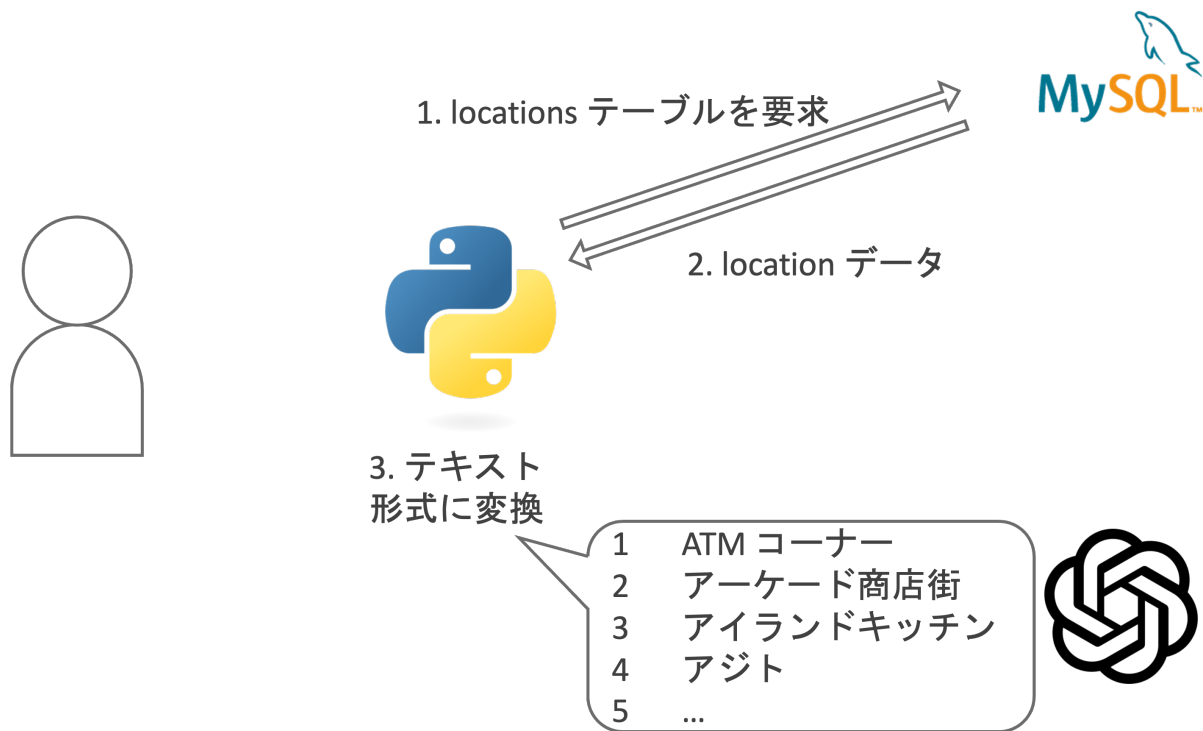 MySQL™
1. locations テーブルを要求
2. location データ
3. テキスト
形式に変換
1 ATM コーナー
2 アーケード商店街
3 アイランドキッチン
4 アジト
5 ...